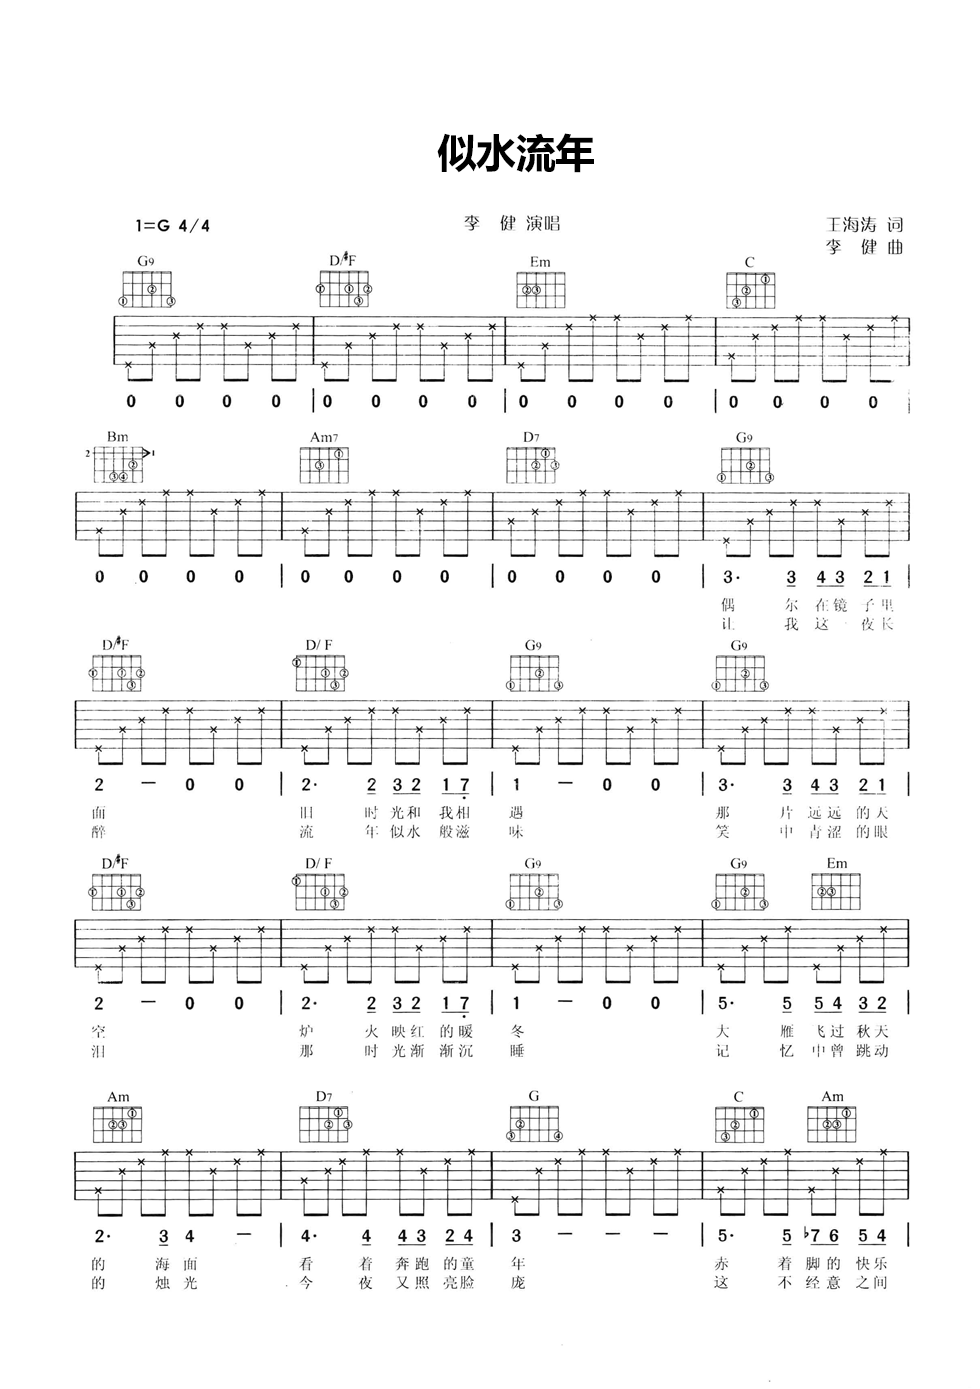 似水流年
1=G 4/4 李 健 演唱 王海涛 词
李 健 曲
G9 D/#F Em C
0 0 0 0 | 0 0 0 0 | 0 0 0 0 | 0 0 0 0 |
Bm Am7 D7 G9
0 0 0 0 | 0 0 0 0 | 0 0 0 0 | 3· 3 4 3 2 1 |
偶 尔 在 镜 子 里
让 我 这 一 夜 长
D/#F D/ F G9 G9
2 — 0 0 | 2· 2 3 2 1 7 | 1 — 0 0 | 3· 3 4 3 2 1 |
面 旧 时 光 和 我 相 遇 那 片 远 远 的 天
醉 流 年 似 水 般 滋 味 笑 中 青 涩 的 眼
D/#F D/ F G9 G9 Em
2 — 0 0 | 2· 2 3 2 1 7 | 1 — 0 0 | 5· 5 5 4 3 2 |
空 炉 火 映 红 的 暖 冬 大 雁 飞 过 秋 天
泪 那 时 光 渐 渐 沉 睡 记 忆 中 曾 跳 动
Am D7 G C Am
2· 3 4 — | 4· 4 4 3 2 4 | 3 — — — | 5· 5 ♭7 6 5 4 |
的 海 面 看 着 奔 跑 的 童 年 赤 着 脚 的 快 乐
的 烛 光 今 夜 又 照 亮 脸 庞 这 不 经 意 之 间